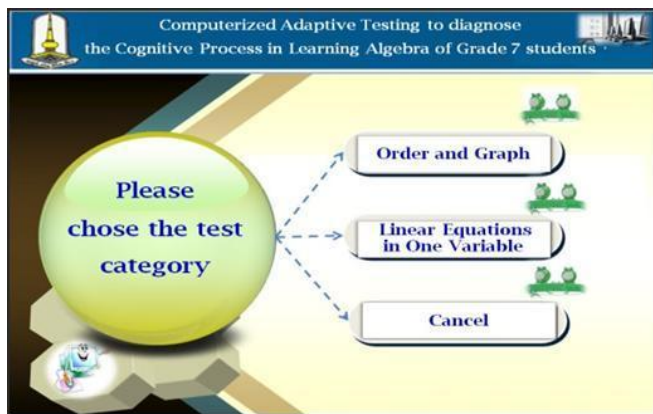 Computerized Adaptive Testing to diagnose
the Cognitive Process in Learning Algebra of Grade 7 students
Please
chose the test
category
Order and Graph
Linear Equations
in One Variable
Cancel